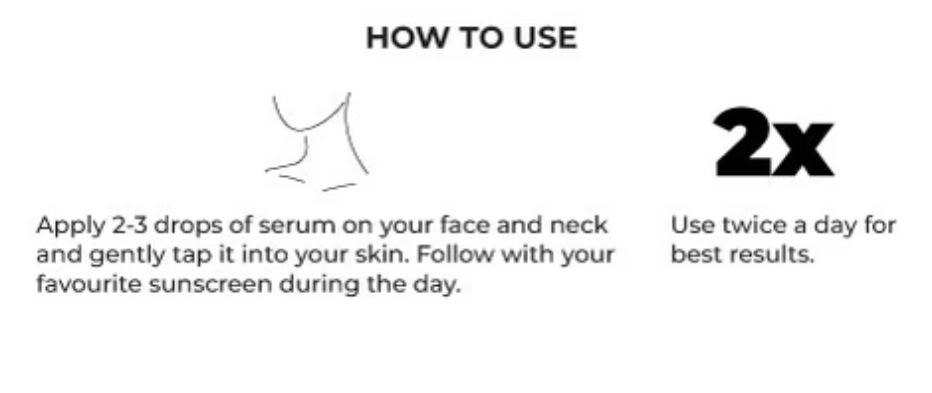 HOW TO USE
2x
Apply 2-3 drops of serum on your face and neck
and gently tap it into your skin. Follow with your
favourite sunscreen during the day.
Use twice a day for
best results.